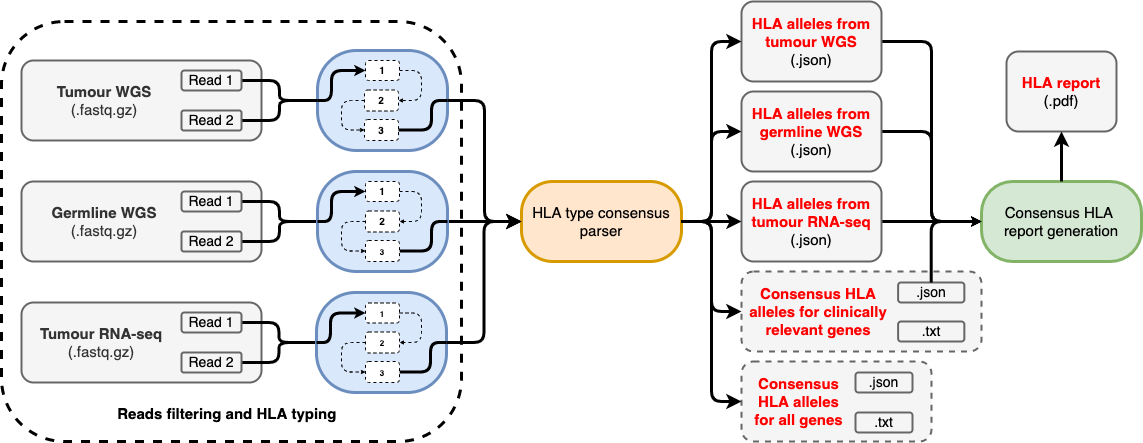 Tumour WGS
(.fastq.gz)
Read 1
Read 2
1
2
3
Germline WGS
(.fastq.gz)
Read 1
Read 2
1
2
3
Tumour RNA-seq
(.fastq.gz)
Read 1
Read 2
1
2
3
Reads filtering and HLA typing
HLA type consensus
parser
HLA alleles from
tumour WGS
(.json)
HLA alleles from
germline WGS
(.json)
HLA alleles from
tumour RNA-seq
(.json)
Consensus HLA
alleles for clinically
relevant genes
.json
.txt
Consensus
HLA alleles
for all genes
.json
.txt
HLA report
(.pdf)
Consensus HLA
report generation